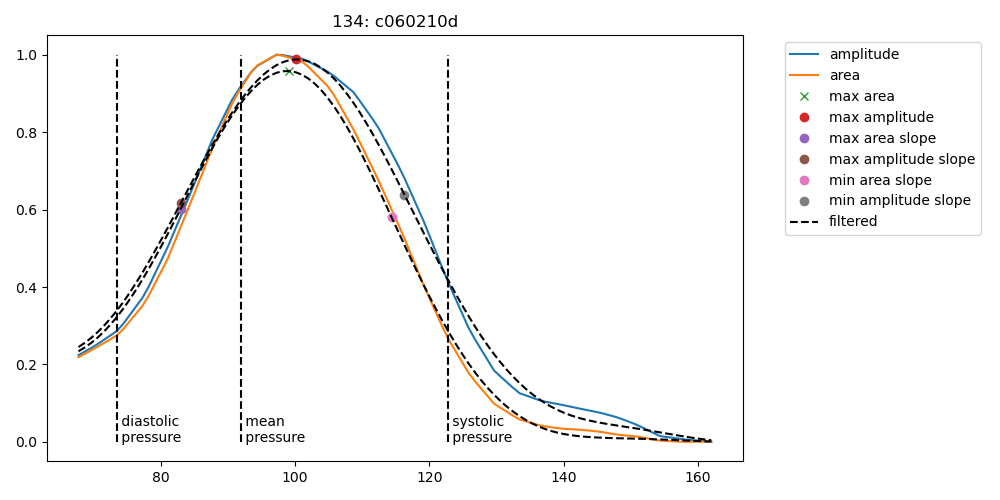 134: c060210d
1.0
0.8
0.6
0.4
0.2
0.0
diastolic
pressure
mean
pressure
systolic
pressure
80
100
120
140
160
amplitude
area
max area
max amplitude
max area slope
max amplitude slope
min area slope
min amplitude slope
filtered